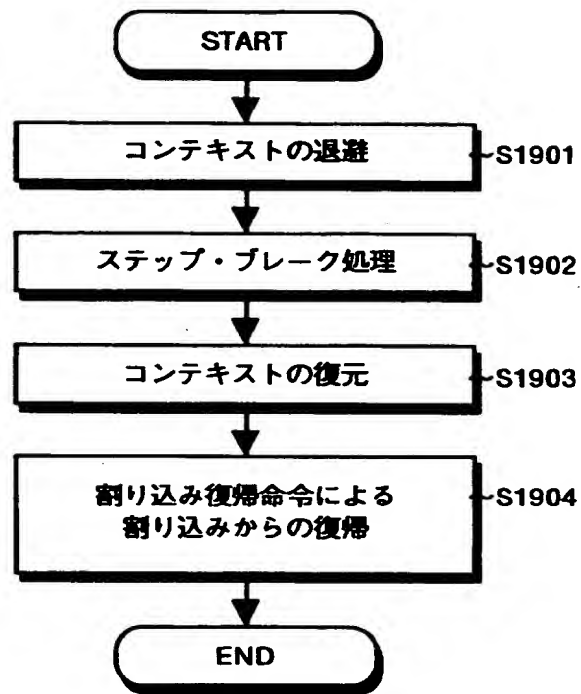 START
コンテキストの退避
S1901
ステップ・ブレーク処理
S1902
コンテキストの復元
S1903
割り込み復帰命令による
割り込みからの復帰
S1904
END